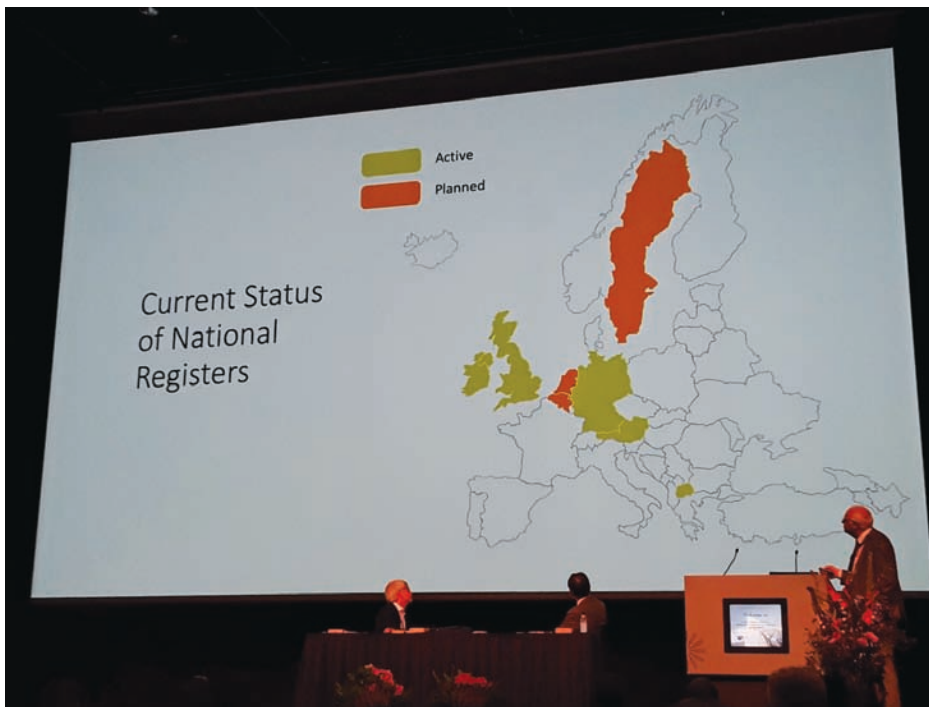 Active
Planned
Current Status
of National
Registers